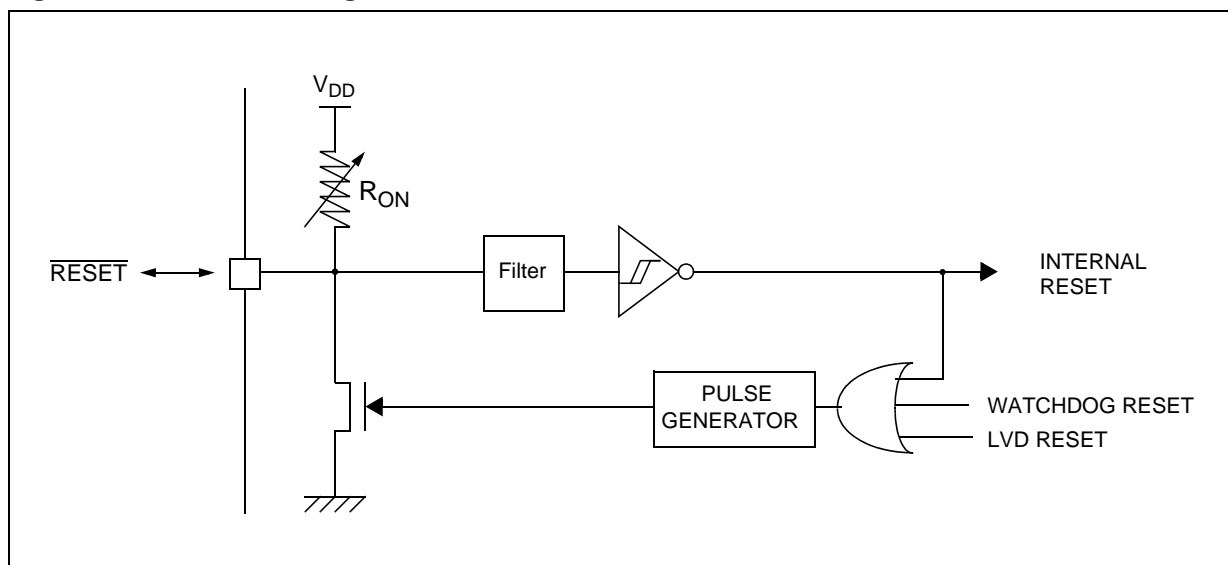 VDD
RON
RESET
Filter
INTERNAL
RESET
PULSE
GENERATOR
WATCHDOG RESET
LVD RESET